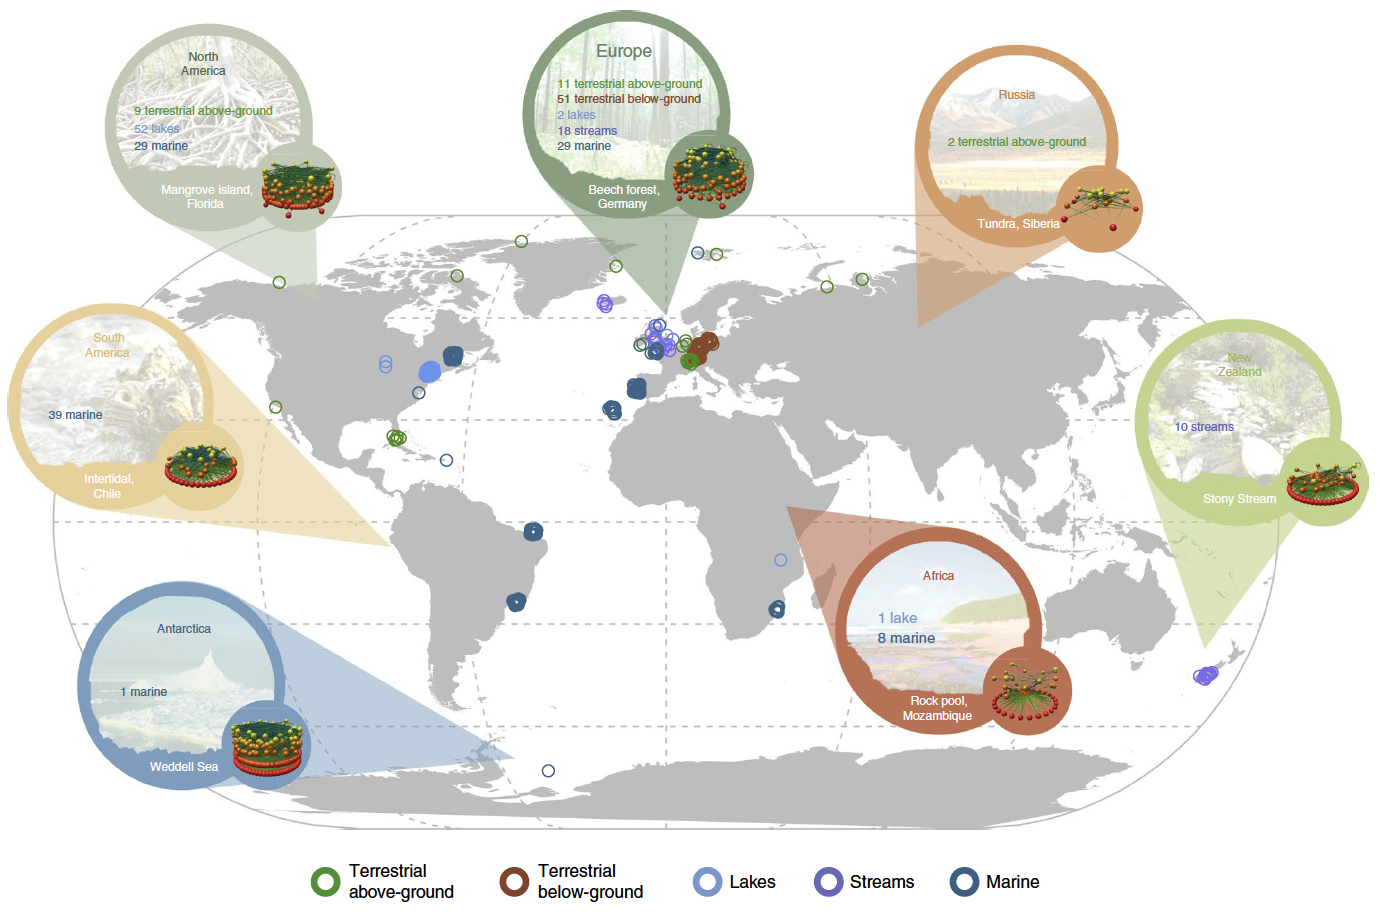 North
America
9 terrestrial above-ground
52 lakes
29 marine
Mangrove island,
Florida
Europe
11 terrestrial above-ground
51 terrestrial below-ground
2 lakes
18 streams
29 marine
Beech forest,
Germany
Russia
2 terrestrial above-ground
Tundra, Siberia
South
America
39 marine
Intertidal,
Chile
New
Zealand
10 streams
Stony Stream
Antarctica
1 marine
Weddell Sea
Africa
1 lake
8 marine
Rock pool,
Mozambique
Terrestrial
above-ground
Terrestrial
below-ground
Lakes
Streams
Marine